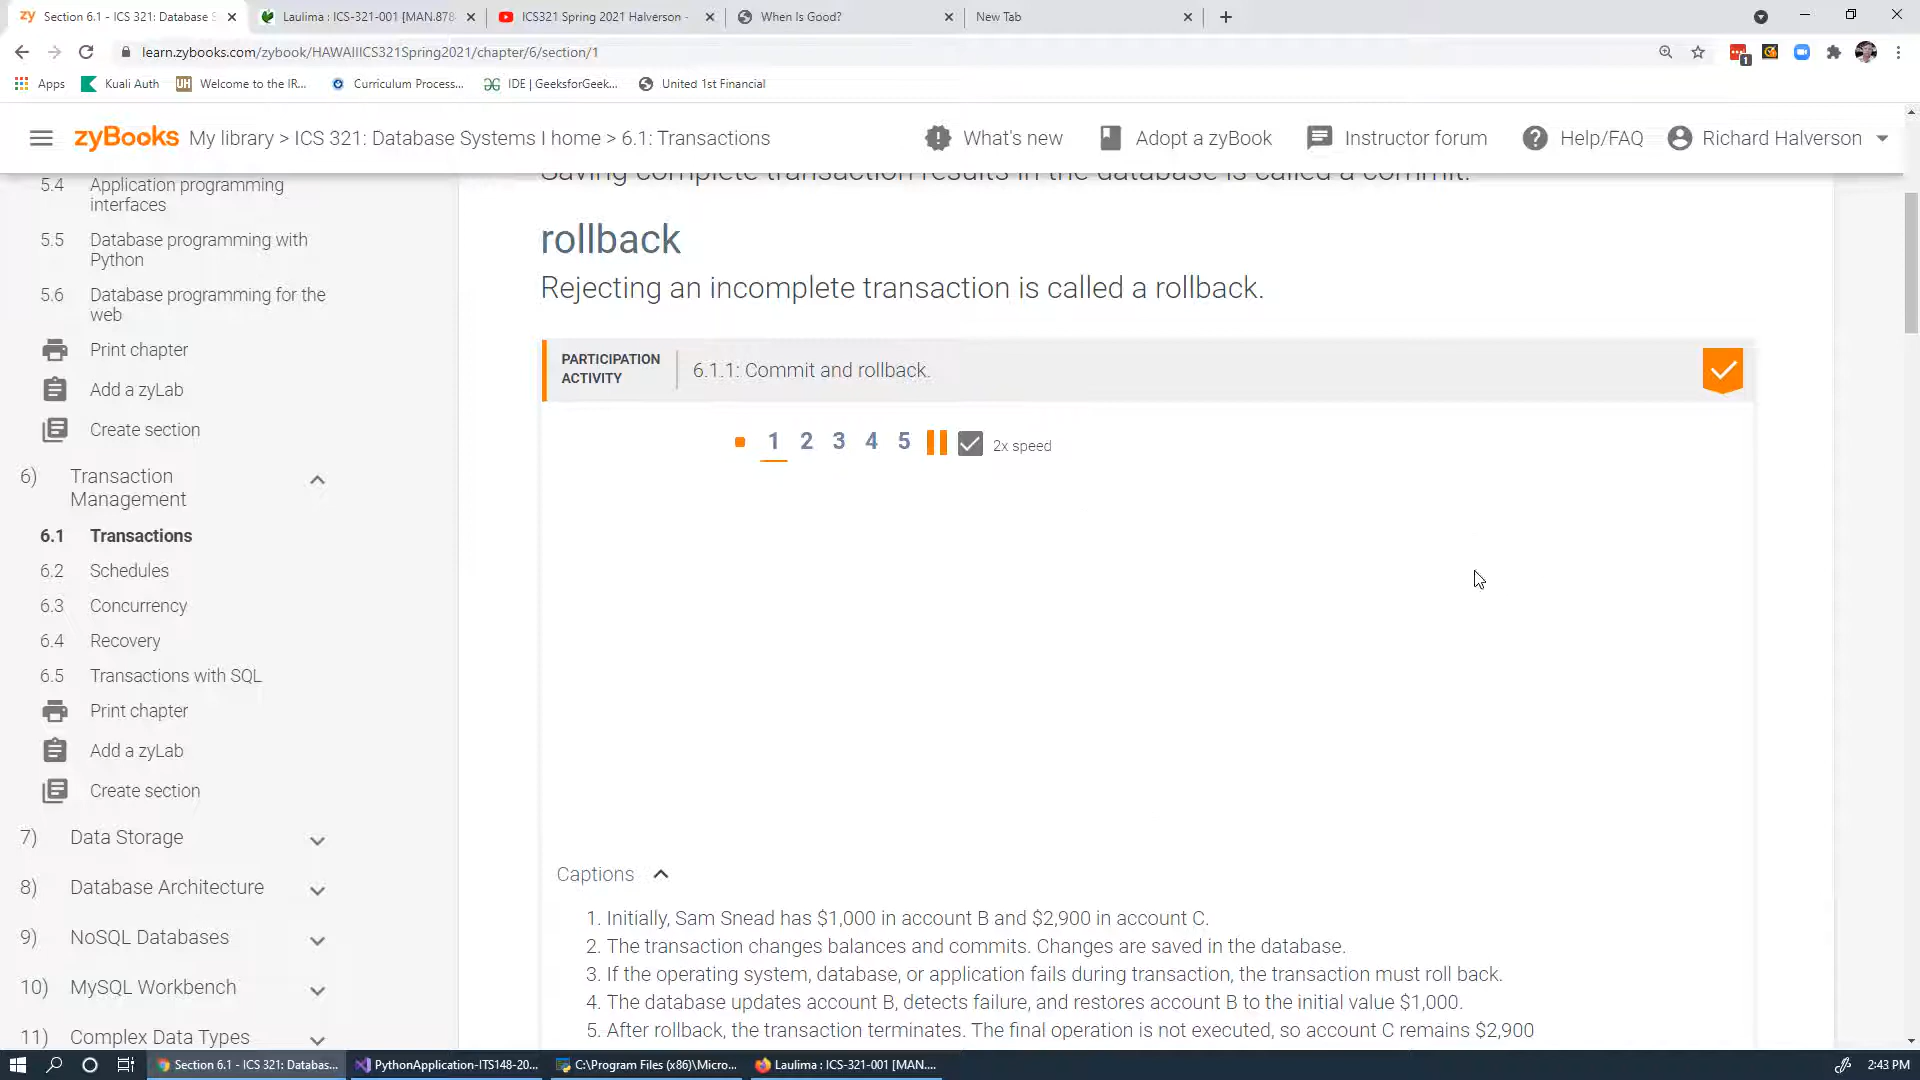 Section 6.1 - ICS 321: Database S
Laulima : ICS-321-001 [MAN.878
ICS321 Spring 2021 Halverson -
When Is Good?
New Tab
learn.zybooks.com/zybook/HAWAIIICS321Spring2021/chapter/6/section/1
Apps
Kuali Auth
Welcome to the IR...
Curriculum Process...
IDE | GeeksforGeek...
United 1st Financial
zyBooks
My library > ICS 321: Database Systems I home > 6.1: Transactions
What's new
Adopt a zyBook
Instructor forum
Help/FAQ
Richard Halverson
5.4 Application programming
interfaces
5.5 Database programming with
Python
5.6 Database programming for the
web
Print chapter
Add a zyLab
Create section
6) Transaction
Management
6.1 Transactions
6.2 Schedules
6.3 Concurrency
6.4 Recovery
6.5 Transactions with SQL
Print chapter
Add a zyLab
Create section
7) Data Storage
8) Database Architecture
9) NoSQL Databases
10) MySQL Workbench
11) Complex Data Types
Saving complete transaction results in the database is called a commit.
rollback
Rejecting an incomplete transaction is called a rollback.
PARTICIPATION
ACTIVITY
6.1.1: Commit and rollback.
1 2 3 4 5
2x speed
Captions
1. Initially, Sam Snead has $1,000 in account B and $2,900 in account C.
2. The transaction changes balances and commits. Changes are saved in the database.
3. If the operating system, database, or application fails during transaction, the transaction must roll back.
4. The database updates account B, detects failure, and restores account B to the initial value $1,000.
5. After rollback, the transaction terminates. The final operation is not executed, so account C remains $2,900
Section 6.1 - ICS 321: Databas...
PythonApplication-ITS148-20...
C:\Program Files (x86)\Micro...
Laulima : ICS-321-001 [MAN....
2:43 PM